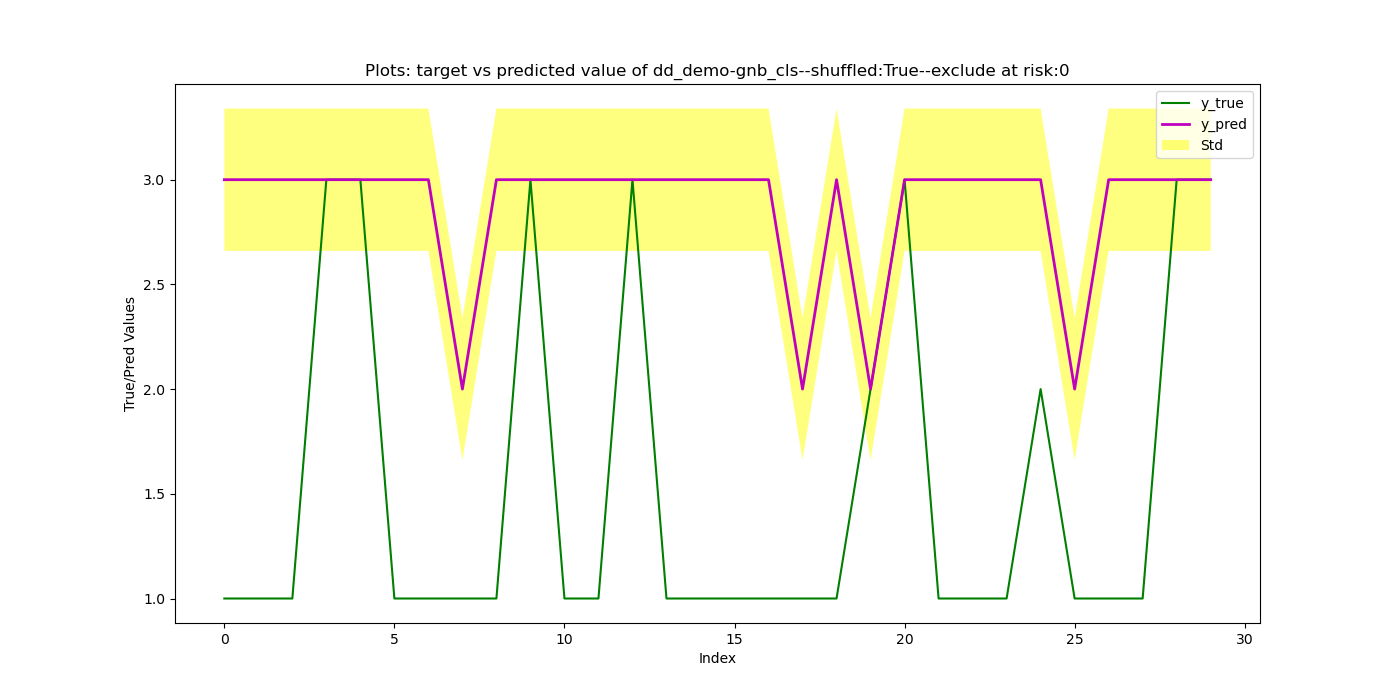 Plots: target vs predicted value of dd_demo-gnb_cls--shuffled:True--exclude at risk:0
y_true
y_pred
Std
True/Pred Values
3.0
2.5
2.0
1.5
1.0
0 5 10 15 20 25 30
Index